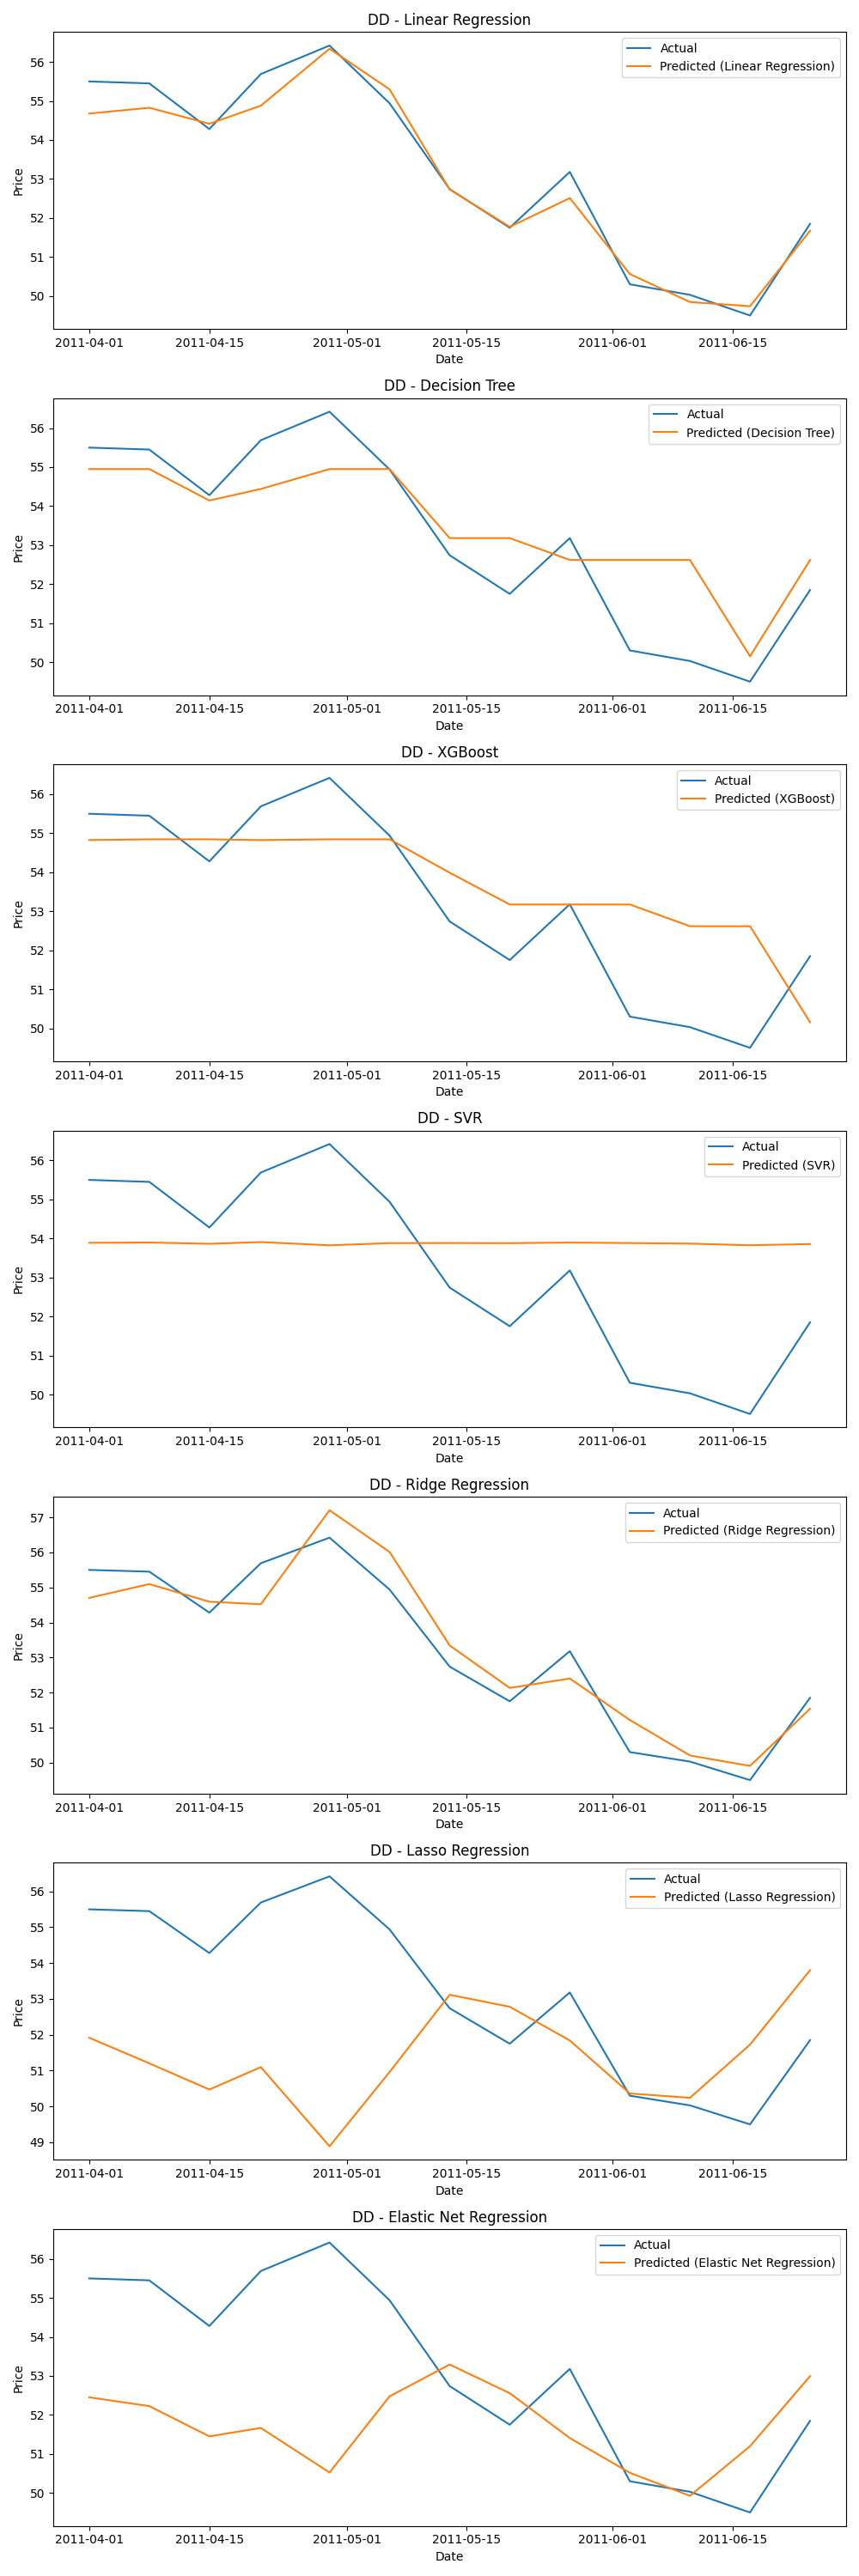 DD - Linear Regression
Actual
Predicted (Linear Regression)
Price
56
55
54
53
52
51
50
2011-04-01 2011-04-15 2011-05-01 2011-05-15 2011-06-01 2011-06-15
Date
DD - Decision Tree
Actual
Predicted (Decision Tree)
Price
56
55
54
53
52
51
50
2011-04-01 2011-04-15 2011-05-01 2011-05-15 2011-06-01 2011-06-15
Date
DD - XGBoost
Actual
Predicted (XGBoost)
Price
56
55
54
53
52
51
50
2011-04-01 2011-04-15 2011-05-01 2011-05-15 2011-06-01 2011-06-15
Date
DD - SVR
Actual
Predicted (SVR)
Price
56
55
54
53
52
51
50
2011-04-01 2011-04-15 2011-05-01 2011-05-15 2011-06-01 2011-06-15
Date
DD - Ridge Regression
Actual
Predicted (Ridge Regression)
Price
57
56
55
54
53
52
51
50
2011-04-01 2011-04-15 2011-05-01 2011-05-15 2011-06-01 2011-06-15
Date
DD - Lasso Regression
Actual
Predicted (Lasso Regression)
Price
56
55
54
53
52
51
50
49
2011-04-01 2011-04-15 2011-05-01 2011-05-15 2011-06-01 2011-06-15
Date
DD - Elastic Net Regression
Actual
Predicted (Elastic Net Regression)
Price
56
55
54
53
52
51
50
2011-04-01 2011-04-15 2011-05-01 2011-05-15 2011-06-01 2011-06-15
Date